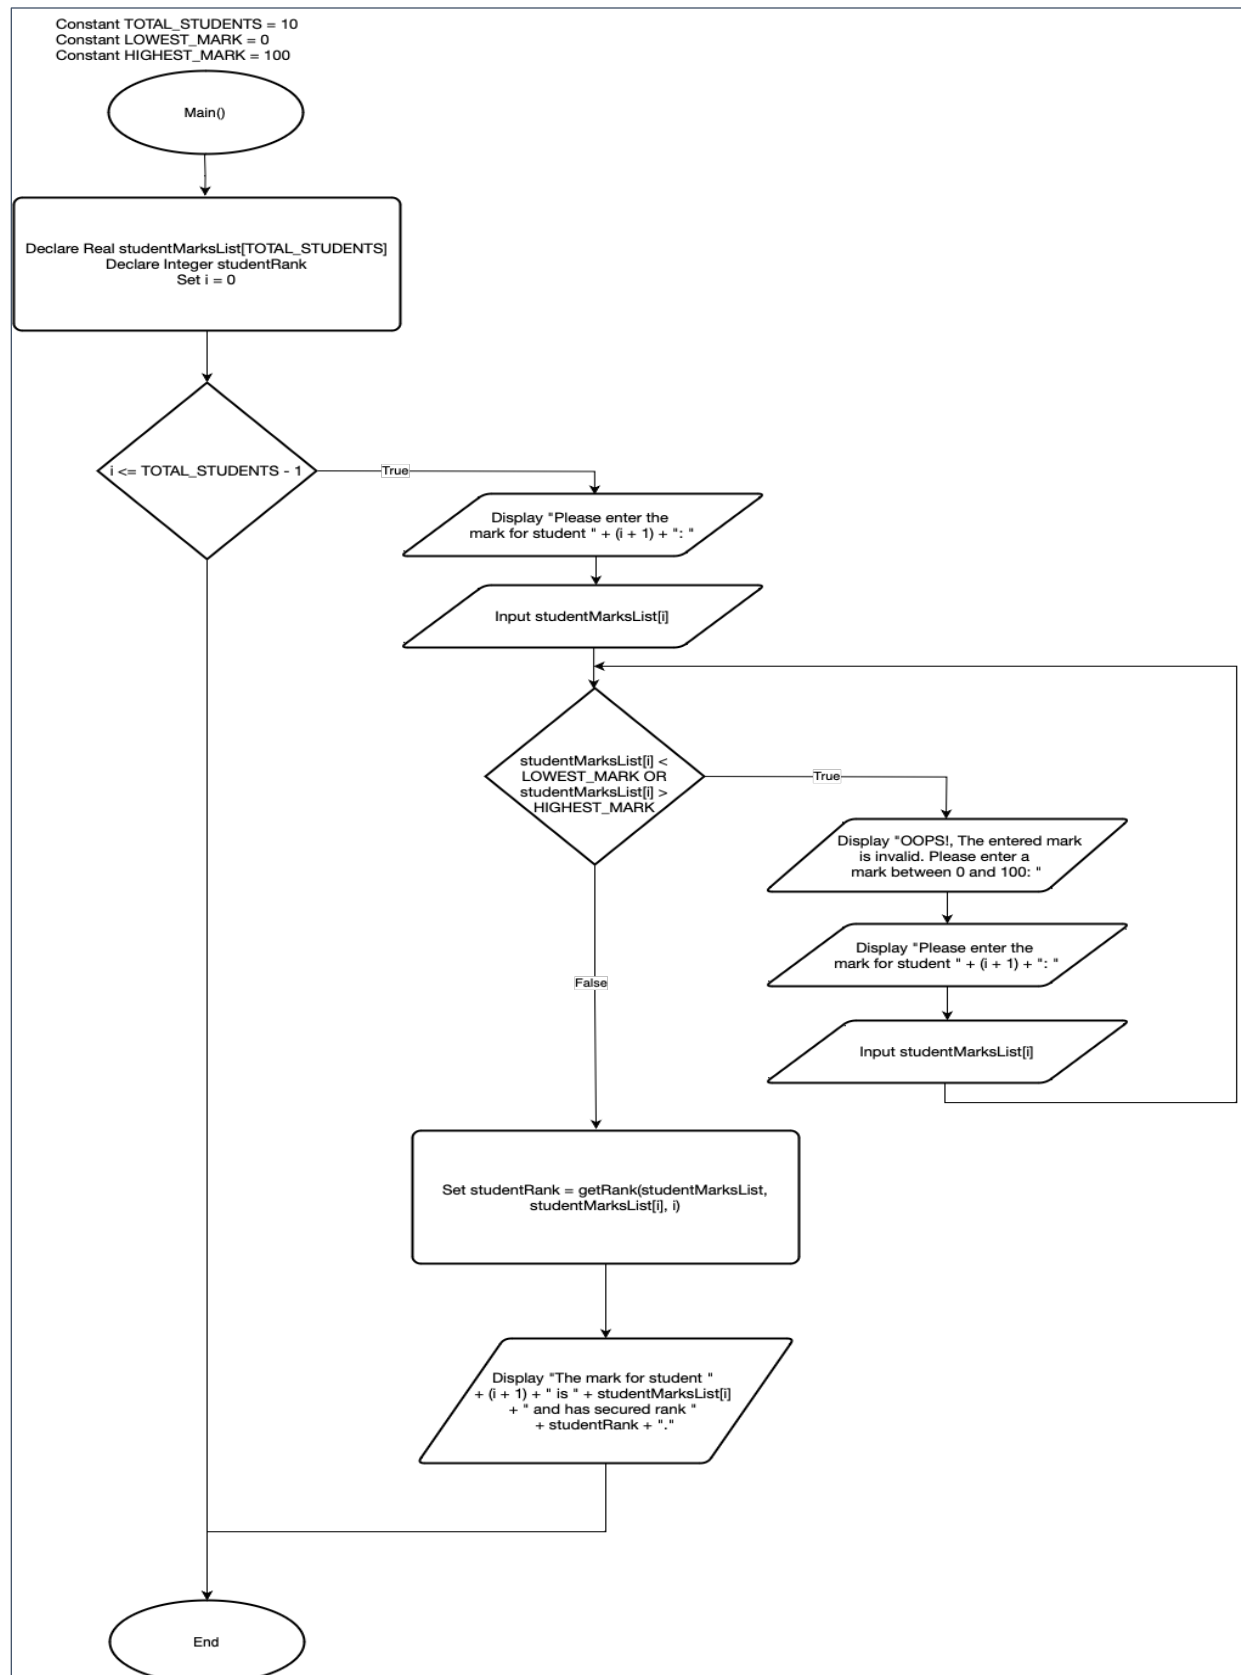 Constant TOTAL_STUDENTS = 10
Constant LOWEST_MARK = 0
Constant HIGHEST_MARK = 100
Main()
Declare Real studentMarksList[TOTAL_STUDENTS]
Declare Integer studentRank
Set i = 0
i <= TOTAL_STUDENTS - 1
True
Display "Please enter the
mark for student " + (i + 1) + ": "
Input studentMarksList[i]
studentMarksList[i] <
LOWEST_MARK OR
studentMarksList[i] >
HIGHEST_MARK
True
Display "OOPS!, The entered mark
is invalid. Please enter a
mark between 0 and 100: "
Display "Please enter the
mark for student " + (i + 1) + ": "
Input studentMarksList[i]
False
Set studentRank = getRank(studentMarksList,
studentMarksList[i], i)
Display "The mark for student "
+ (i + 1) + " is " + studentMarksList[i]
+ " and has secured rank "
+ studentRank + "."
End